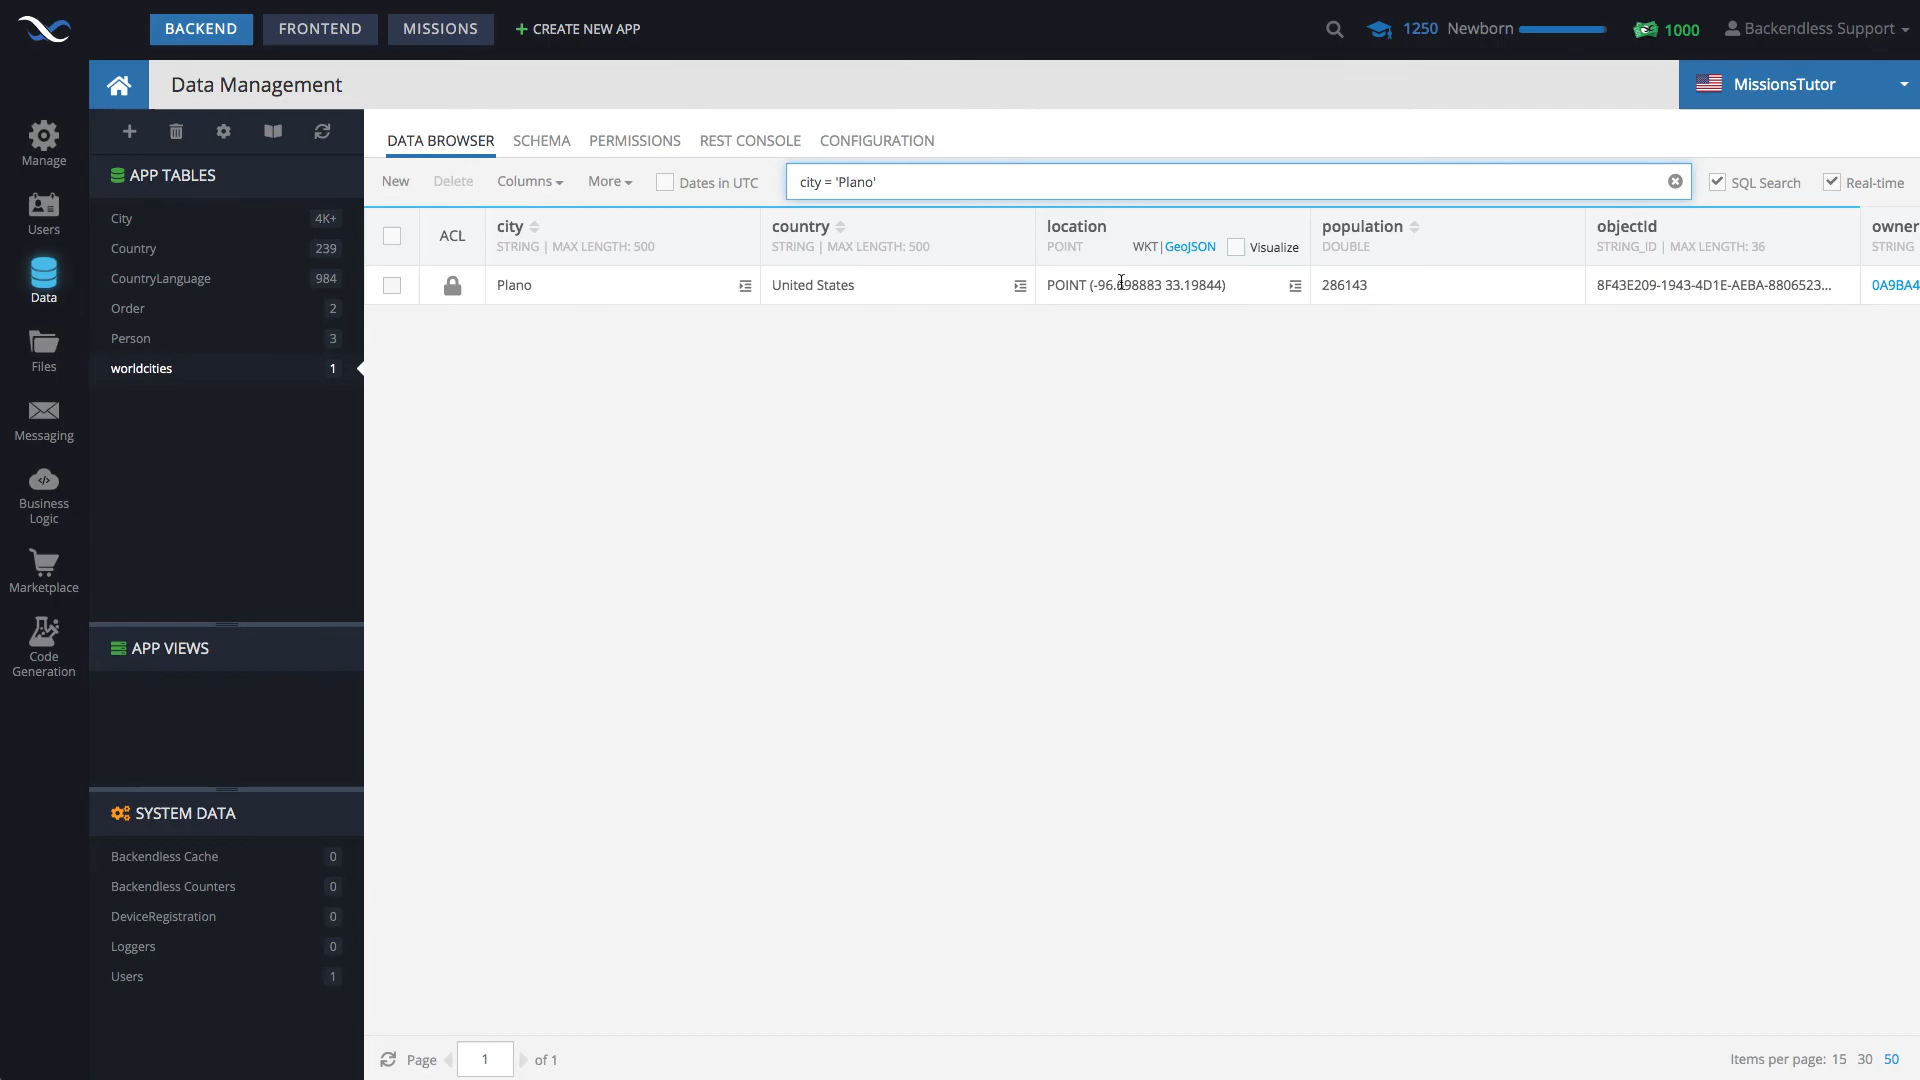 BACKEND
FRONTEND
MISSIONS
CREATE NEW APP
1250
Newborn
1000
Backendless Support
Data Management
MissionsTutor
Manage
Users
Data
Files
Messaging
Business
Logic
Marketplace
Code
Generation
APP TABLES
City 4K+
Country 239
CountryLanguage 984
Order 2
Person 3
worldcities 1
APP VIEWS
SYSTEM DATA
Backendless Cache 0
Backendless Counters 0
DeviceRegistration 0
Loggers 0
Users 1
DATA BROWSER
SCHEMA
PERMISSIONS
REST CONSOLE
CONFIGURATION
New
Delete
Columns
More
Dates in UTC
city = 'Plano'
SQL Search
Real-time
ACL
city
STRING | MAX LENGTH: 500
country
STRING | MAX LENGTH: 500
location
POINT
WKT|GeoJSON
Visualize
population
DOUBLE
objectId
STRING_ID | MAX LENGTH: 36
owner
STRING
Plano
United States
33.19844)
286143
8F43E209-1943-4D1E-AEBA-8806523...
0A9BA4
Page 1 of 1
Items per page: 15 30 50